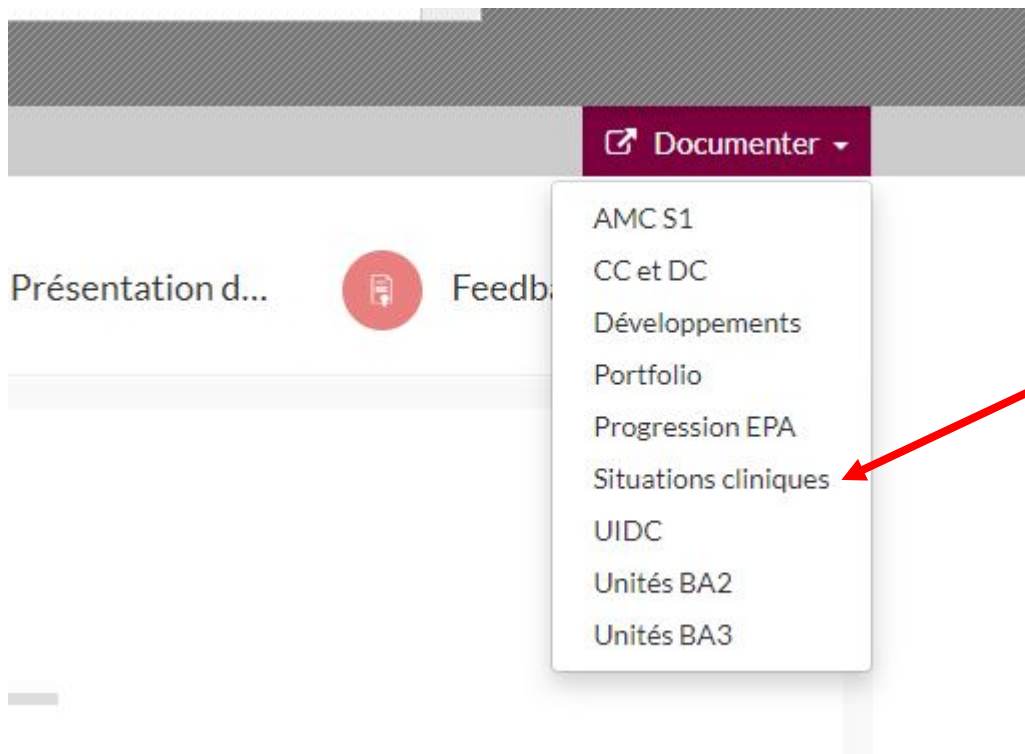 Documenter
AMC S1
Présentation d...
Feedb
CC et DC
Développements
Portfolio
Progression EPA
Situations cliniques
UIDC
Unités BA2
Unités BA3